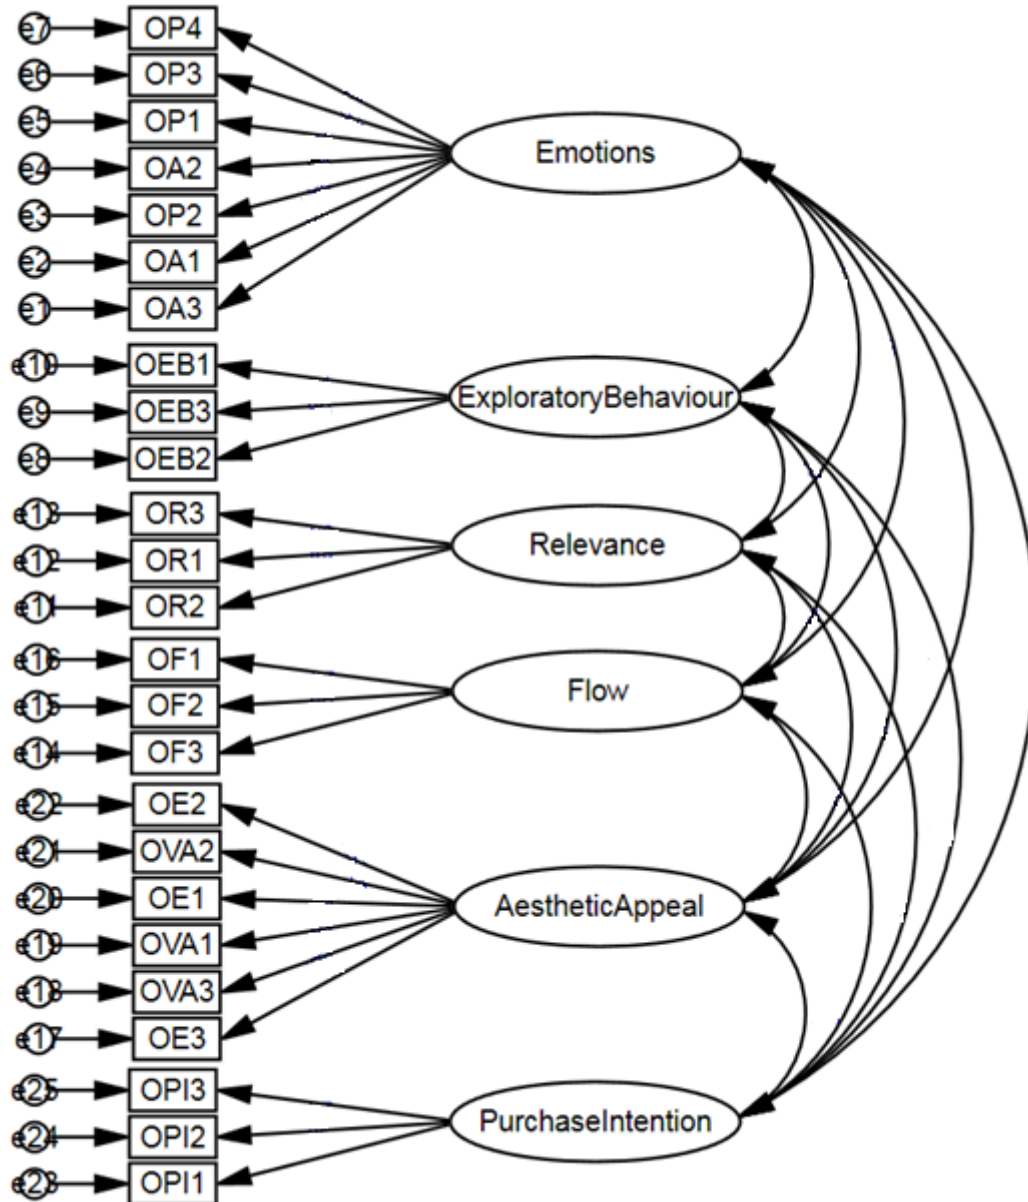 e7 OP4
e6 OP3
e5 OP1
Emotions
e4 OA2
e3 OP2
e2 OA1
e1 OA3
e10 OEB1
ExploratoryBehaviour
e9 OEB3
e8 OEB2
e13 OR3
Relevance
e12 OR1
e11 OR2
e16 OF1
Flow
e15 OF2
e14 OF3
e22 OE2
e21 OVA2
e20 OE1
AestheticAppeal
e19 OVA1
e18 OVA3
e17 OE3
e25 OPI3
PurchaseIntention
e24 OPI2
e23 OPI1